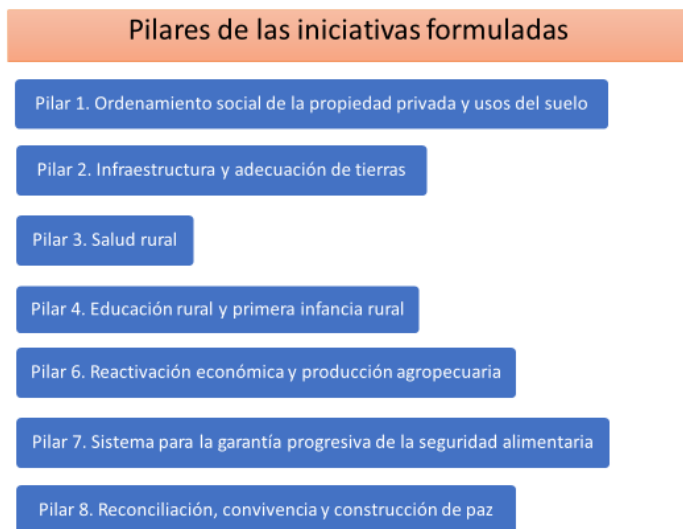 Pilares de las iniciativas formuladas
Pilar 1. Ordenamiento social de la propiedad privada y usos del suelo
Pilar 2. Infraestructura y adecuación de tierras
Pilar 3. Salud rural
Pilar 4. Educación rural y primera infancia rural
Pilar 6. Reactivación económica y producción agropecuaria
Pilar 7. Sistema para la garantía progresiva de la seguridad alimentaria
Pilar 8. Reconciliación, convivencia y construcción de paz